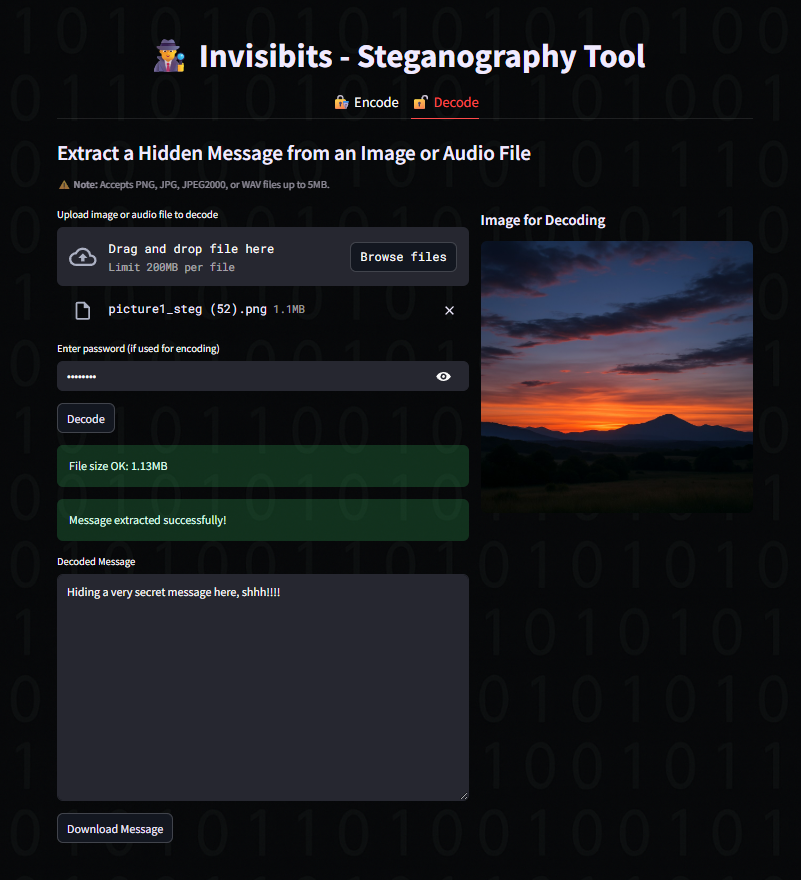 Invisibits - Steganography Tool
Encode
Decode
Extract a Hidden Message from an Image or Audio File
Note: Accepts PNG, JPG, JPEG2000, or WAV files up to 5MB.
Upload image or audio file to decode
Drag and drop file here
Limit 200MB per file
Browse files
picture1_steg (52).png 1.1MB
Enter password (if used for encoding)
••••••••
Decode
File size OK: 1.13MB
Message extracted successfully!
Decoded Message
Hiding a very secret message here, shhh!!!!
Download Message
Image for Decoding